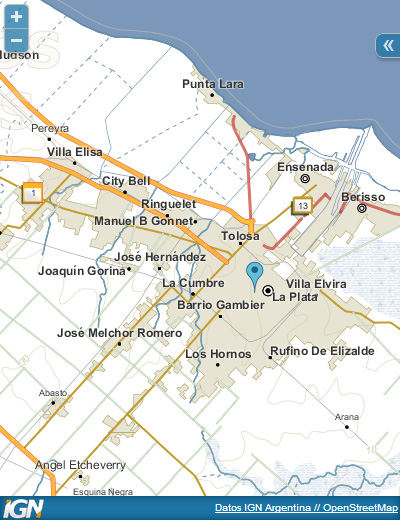 +
−
«
Hudson
Punta Lara
Pereyra
Villa Elisa
Ensenada
City Bell
1
Berisso
13
Ringuelet
Manuel B Gonnet
Tolosa
José Hernández
Joaquín Gorina
La Cumbre
Villa Elvira
La Plata
Barrio Gambier
José Melchor Romero
Los Hornos
Rufino De Elizalde
Abasto
Arana
10
Angel Etcheverry
Esquina Negra
IGN
Datos IGN Argentina // OpenStreetMap